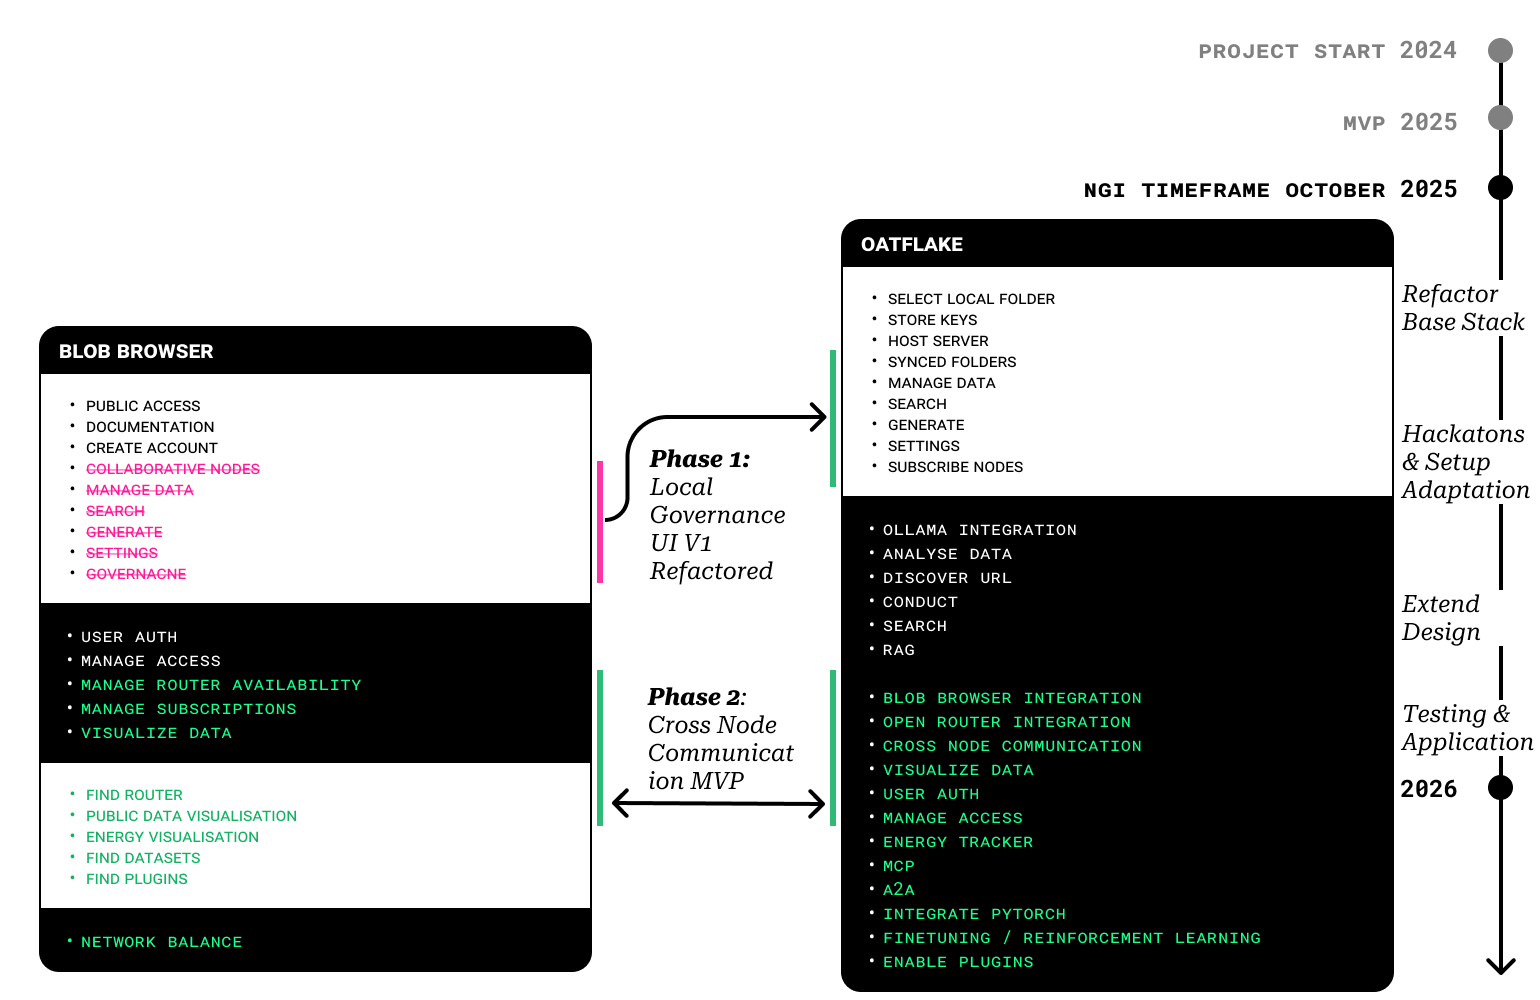 PROJECT START 2024
MVP 2025
NGI TIMEFRAME OCTOBER 2025
BLOB BROWSER
• PUBLIC ACCESS
• DOCUMENTATION
• CREATE ACCOUNT
• COLLABORATIVE NODES
• MANAGE DATA
• SEARCH
• GENERATE
• SETTINGS
• GOVERNACNE
• USER AUTH
• MANAGE ACCESS
• MANAGE ROUTER AVAILABILITY
• MANAGE SUBSCRIPTIONS
• VISUALIZE DATA
• FIND ROUTER
• PUBLIC DATA VISUALISATION
• ENERGY VISUALISATION
• FIND DATASETS
• FIND PLUGINS
• NETWORK BALANCE
Phase 1:
Local
Governance
UI V1
Refactored
Phase 2:
Cross Node
Communicat
ion MVP
OATFLAKE
• SELECT LOCAL FOLDER
• STORE KEYS
• HOST SERVER
• SYNCED FOLDERS
• MANAGE DATA
• SEARCH
• GENERATE
• SETTINGS
• SUBSCRIBE NODES
• OLLAMA INTEGRATION
• ANALYSE DATA
• DISCOVER URL
• CONDUCT
• SEARCH
• RAG
• BLOB BROWSER INTEGRATION
• OPEN ROUTER INTEGRATION
• CROSS NODE COMMUNICATION
• VISUALIZE DATA
• USER AUTH
• MANAGE ACCESS
• ENERGY TRACKER
• MCP
• A2A
• INTEGRATE PYTORCH
• FINETUNING / REINFORCEMENT LEARNING
• ENABLE PLUGINS
Refactor
Base Stack
Hackatons
& Setup
Adaptation
Extend
Design
Testing &
Application
2026